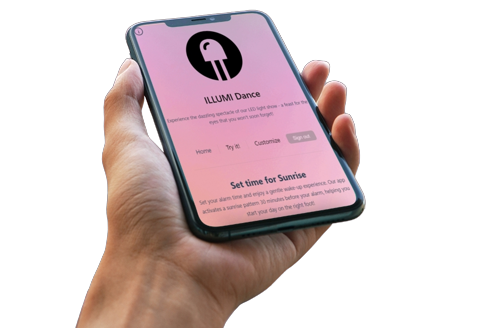 ILLUMI Dance
Experience the dazzling spectacle of our LED light show - a feast for the
eyes that you won't soon forget!
Home Try It! Customize Sign out
Set time for Sunrise
Set your alarm time and enjoy a gentle wake-up experience. Our app
activates a sunrise pattern 30 minutes before your alarm, helping you
start your day on the right foot.